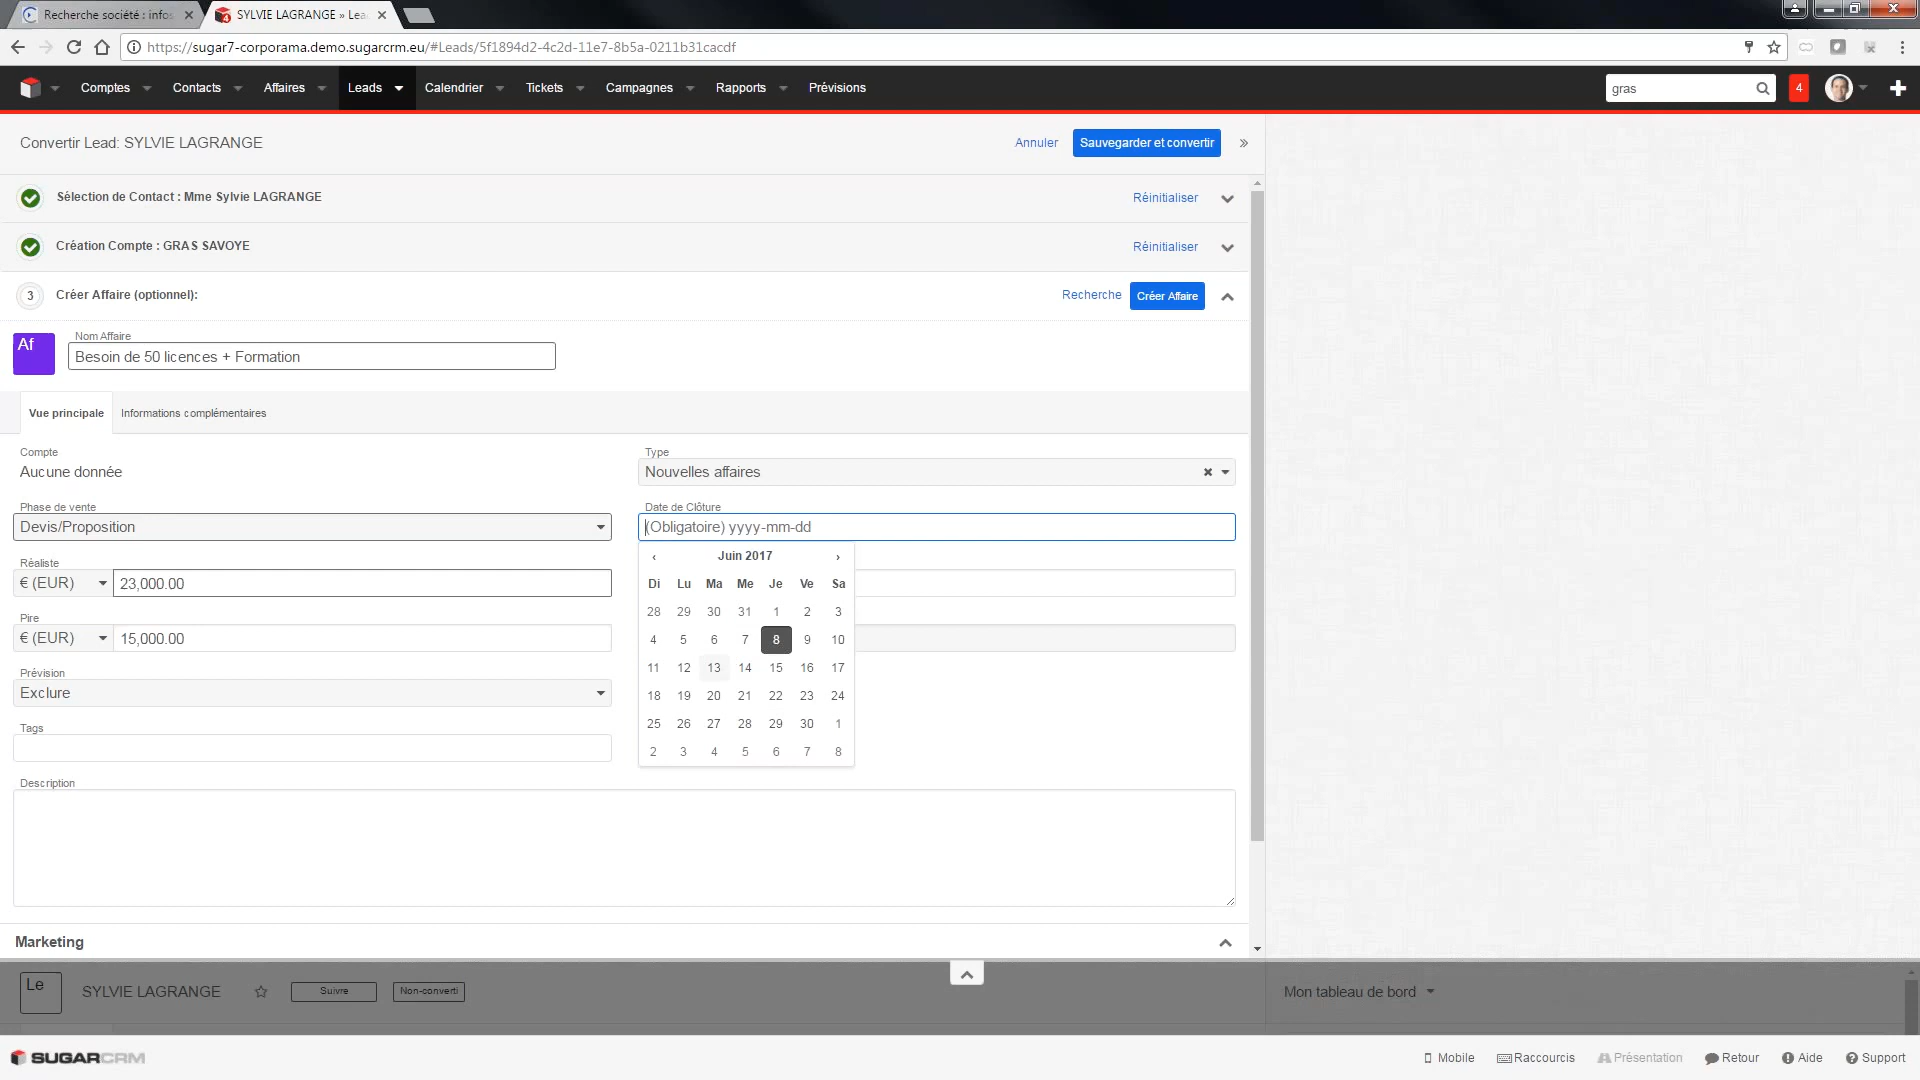 Recherche société : infos
SYLVIE LAGRANGE » Lea
https://sugar7-corporama.demo.sugarcrm.eu/#Leads/5f1894d2-4c2d-11e7-8b5a-0211b31cacdf
Comptes Contacts Affaires Leads Calendrier Tickets Campagnes Rapports Prévisions gras 4
Convertir Lead: SYLVIE LAGRANGE Annuler Sauvegarder et convertir »
Sélection de Contact : Mme Sylvie LAGRANGE Réinitialiser
Création Compte : GRAS SAVOYE Réinitialiser
3 Créer Affaire (optionnel): Recherche Créer Affaire
Af
Nom Affaire
Besoin de 50 licences + Formation
Vue principale Informations complémentaires
Compte
Aucune donnée
Type
Nouvelles affaires
Phase de vente
Devis/Proposition
Date de Clôture
(Obligatoire) yyyy-mm-dd
‹ Juin 2017 ›
Di Lu Ma Me Je Ve Sa
28 29 30 31 1 2 3
4 5 6 7 8 9 10
11 12 13 14 15 16 17
18 19 20 21 22 23 24
25 26 27 28 29 30 1
2 3 4 5 6 7 8
Réaliste
€ (EUR) 23,000.00
Pire
€ (EUR) 15,000.00
Prévision
Exclure
Tags
Description
Marketing
Le SYLVIE LAGRANGE Suivre Non-converti Mon tableau de bord
SUGARCRM Mobile Raccourcis Présentation Retour Aide Support